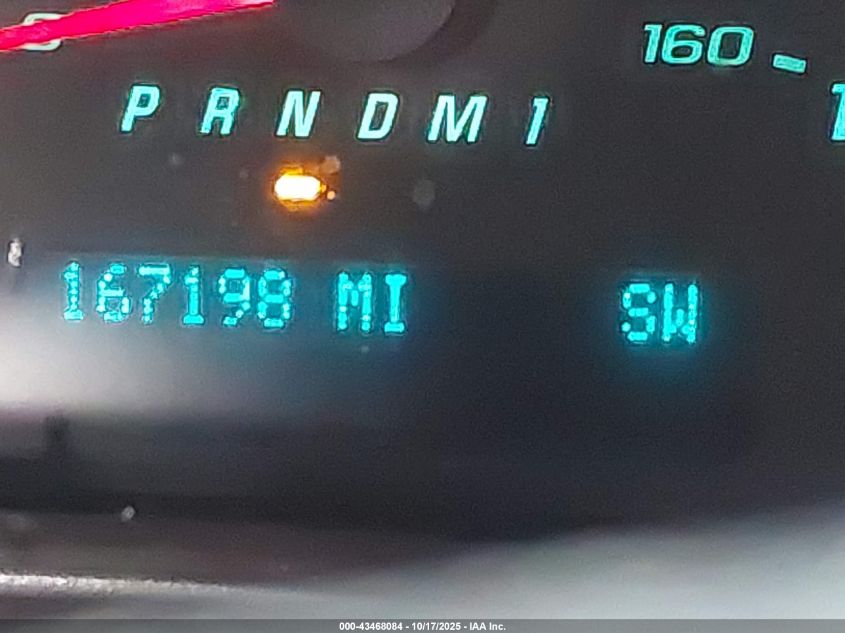 160
P R N D M 1
167198 MI SW
000-43468084 - 10/17/2025 - IAA Inc.